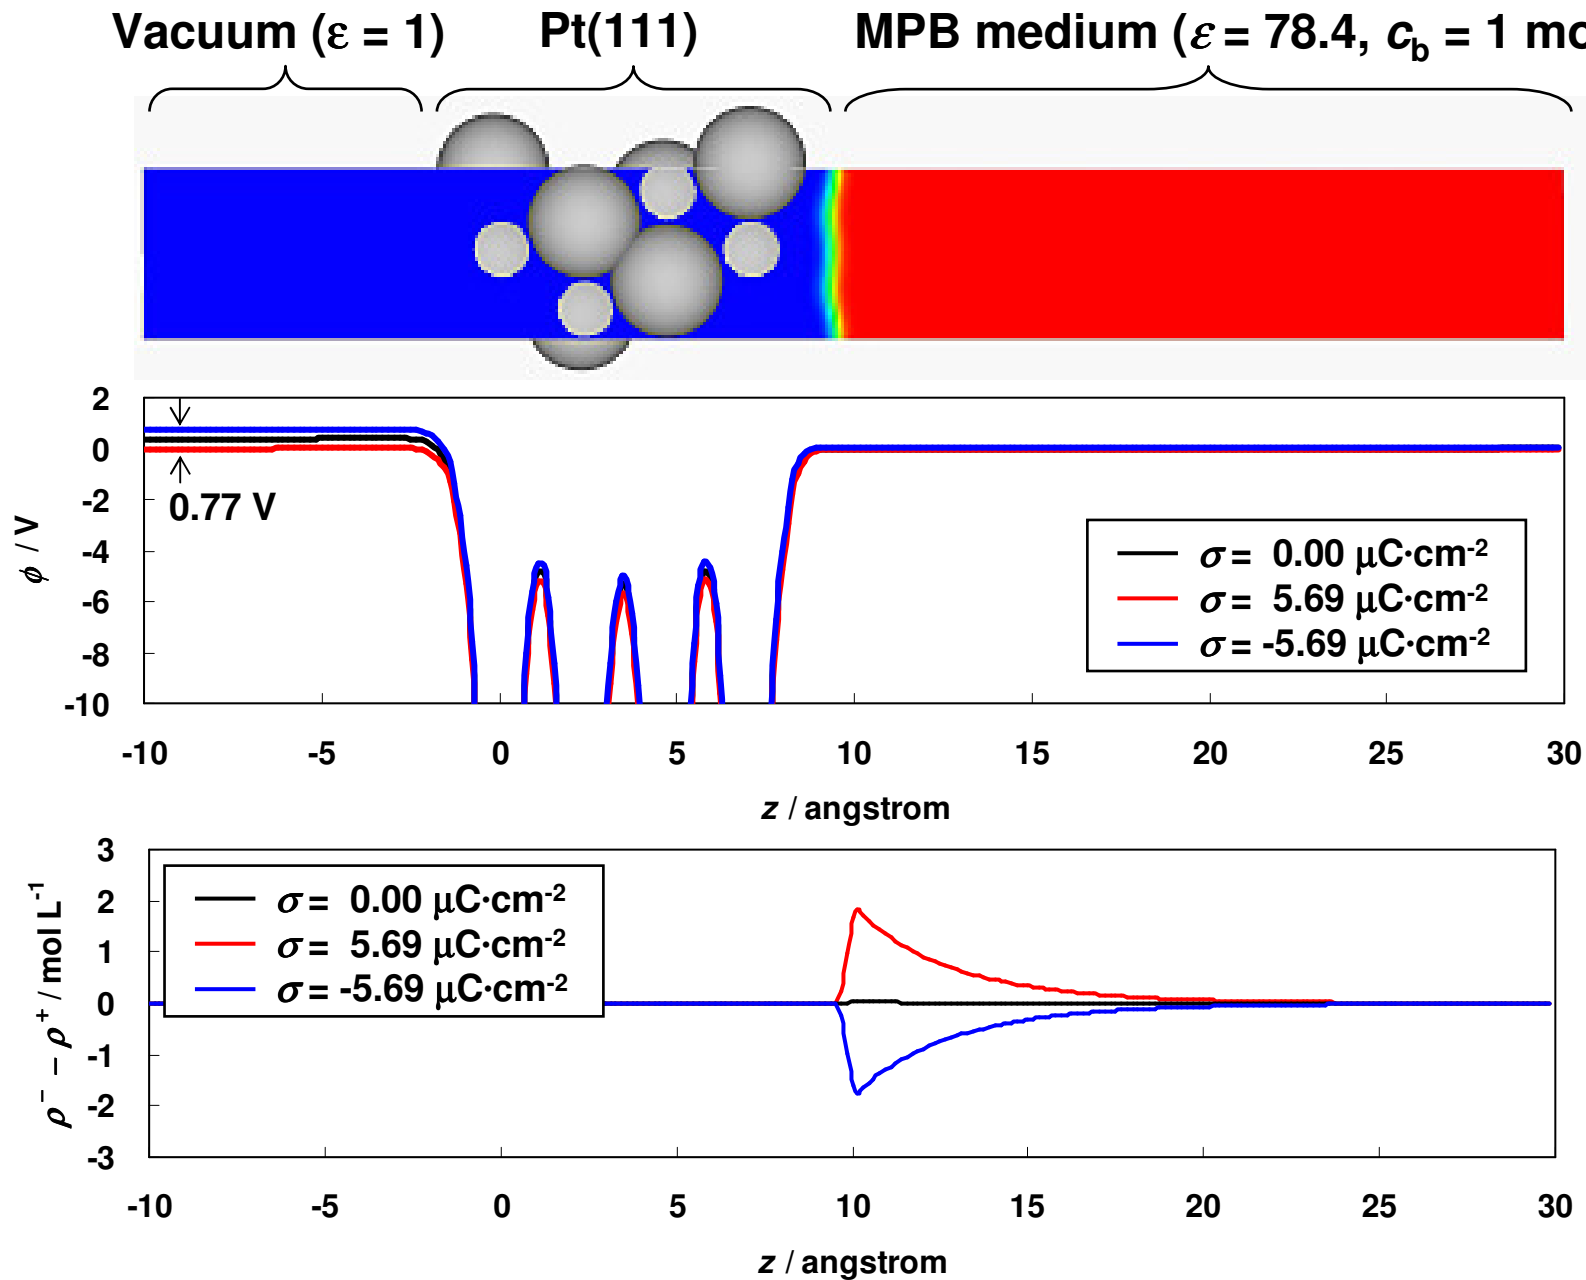 Vacuum (ε = 1) Pt(111) MPB medium (ε = 78.4, c_b = 1 mo
2
0
-2
-4
-6
-8
-10
ϕ / V
0.77 V
σ = 0.00 μC·cm⁻²
σ = 5.69 μC·cm⁻²
σ = -5.69 μC·cm⁻²
-10 -5 0 5 10 15 20 25 30
z / angstrom
3
2
1
0
-1
-2
-3
ρ⁻ − ρ⁺ / mol L⁻¹
σ = 0.00 μC·cm⁻²
σ = 5.69 μC·cm⁻²
σ = -5.69 μC·cm⁻²
-10 -5 0 5 10 15 20 25 30
z / angstrom